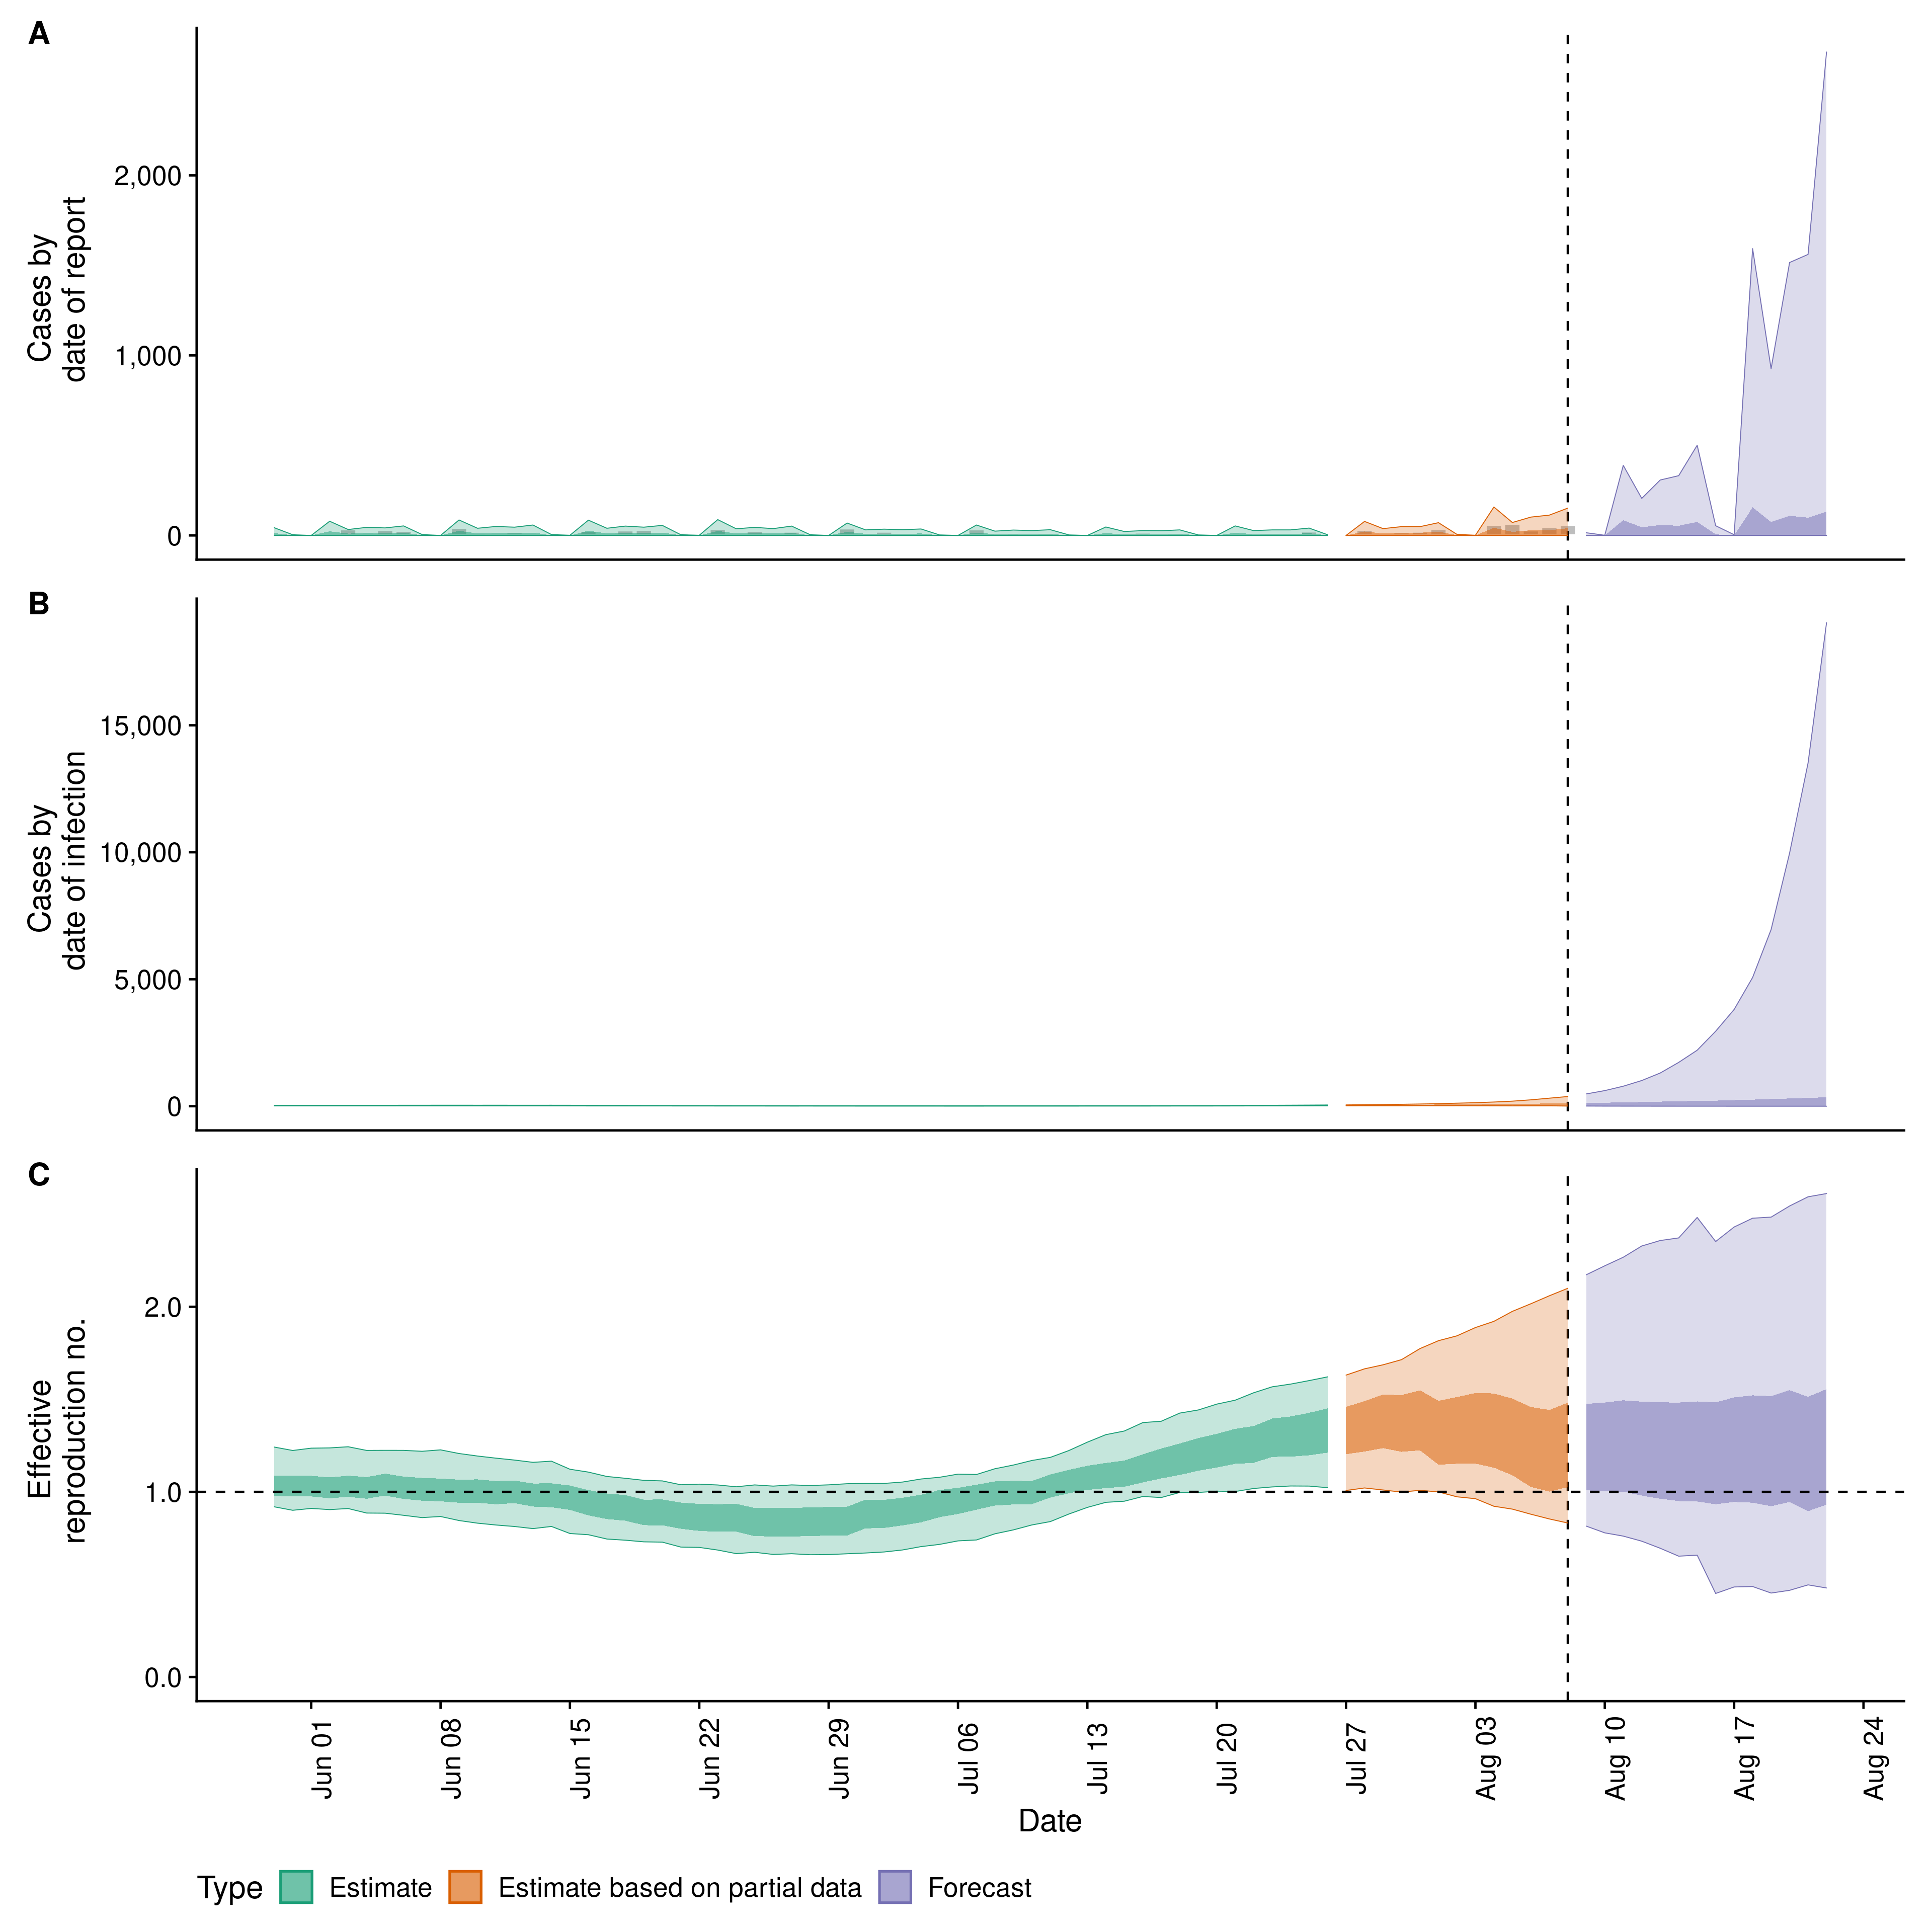 A
Cases by
date of report
2,000
1,000
0
B
Cases by
date of infection
15,000
10,000
5,000
0
C
Effective
reproduction no.
2.0
1.0
0.0
Jun 01
Jun 08
Jun 15
Jun 22
Jun 29
Jul 06
Jul 13
Jul 20
Jul 27
Aug 03
Aug 10
Aug 17
Aug 24
Date
Type Estimate Estimate based on partial data Forecast